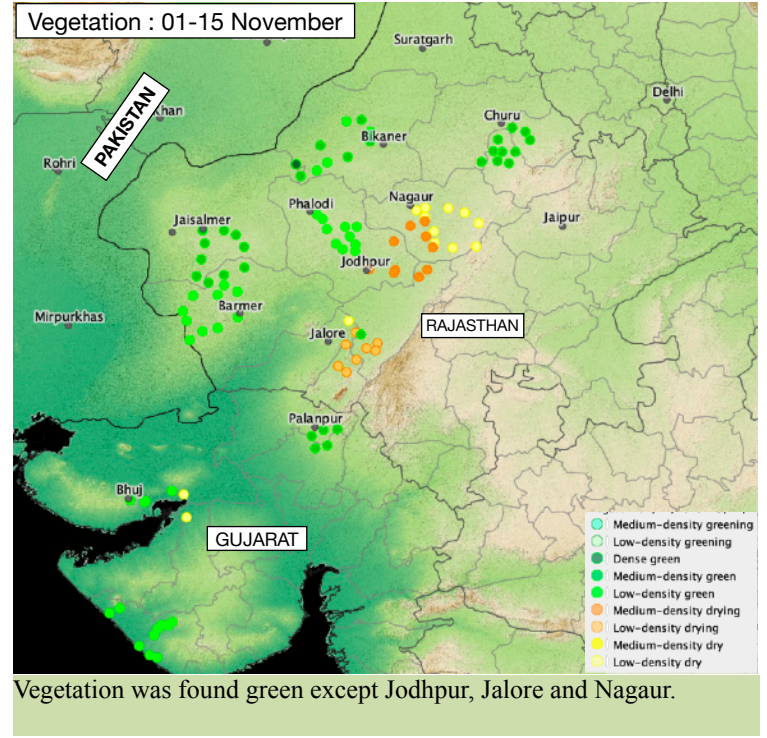 Vegetation : 01-15 November
Suratgarh
Delhi
Khan
PAKISTAN
Churu
Bikaner
Rohri
Nagaur
Phalodi
Jaisalmer
Jaipur
Jodhpur
Barmer
Mirpurkhas
Jalore
RAJASTHAN
Palanpur
Bhuj
GUJARAT
Medium-density greening
Low-density greening
Dense green
Medium-density green
Low-density green
Medium-density drying
Low-density drying
Medium-density dry
Low-density dry
Vegetation was found green except Jodhpur, Jalore and Nagaur.